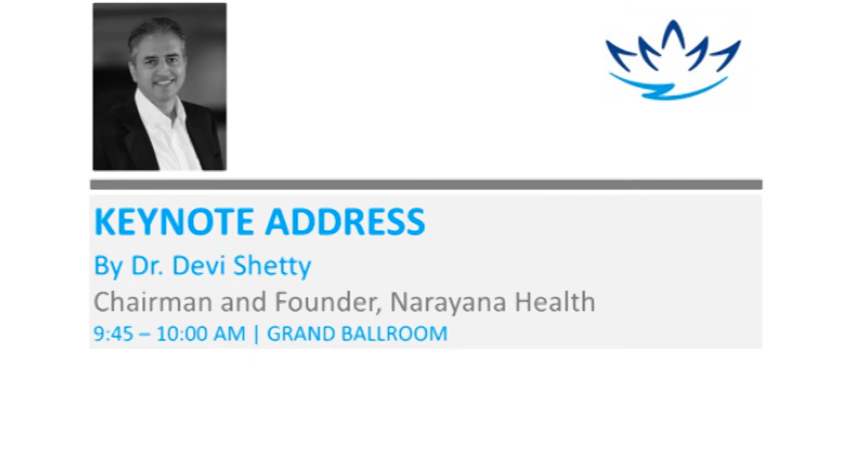 KEYNOTE ADDRESS
By Dr. Devi Shetty
Chairman and Founder, Narayana Health
9:45 – 10:00 AM | GRAND BALLROOM